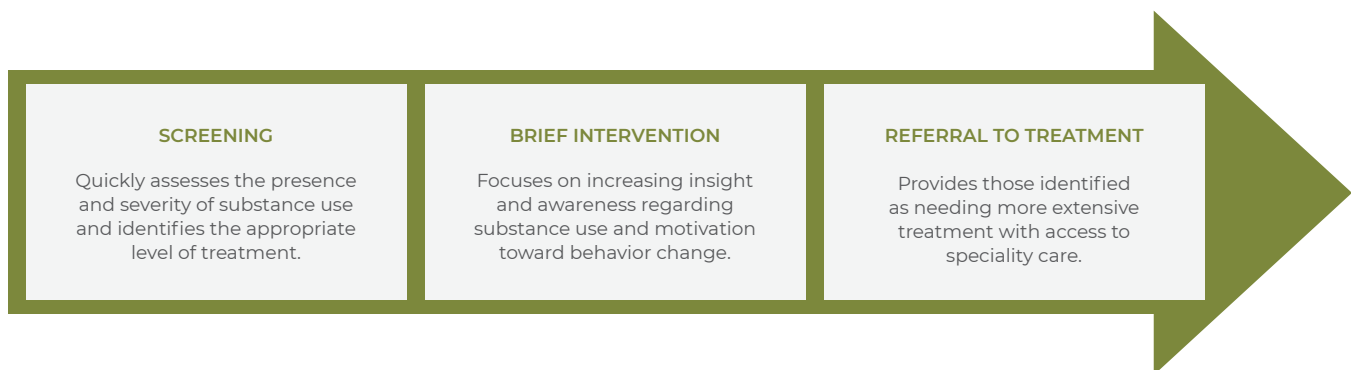 SCREENING
Quickly assesses the presence
and severity of substance use
and identifies the appropriate
level of treatment.
BRIEF INTERVENTION
Focuses on increasing insight
and awareness regarding
substance use and motivation
toward behavior change.
REFERRAL TO TREATMENT
Provides those identified
as needing more extensive
treatment with access to
speciality care.